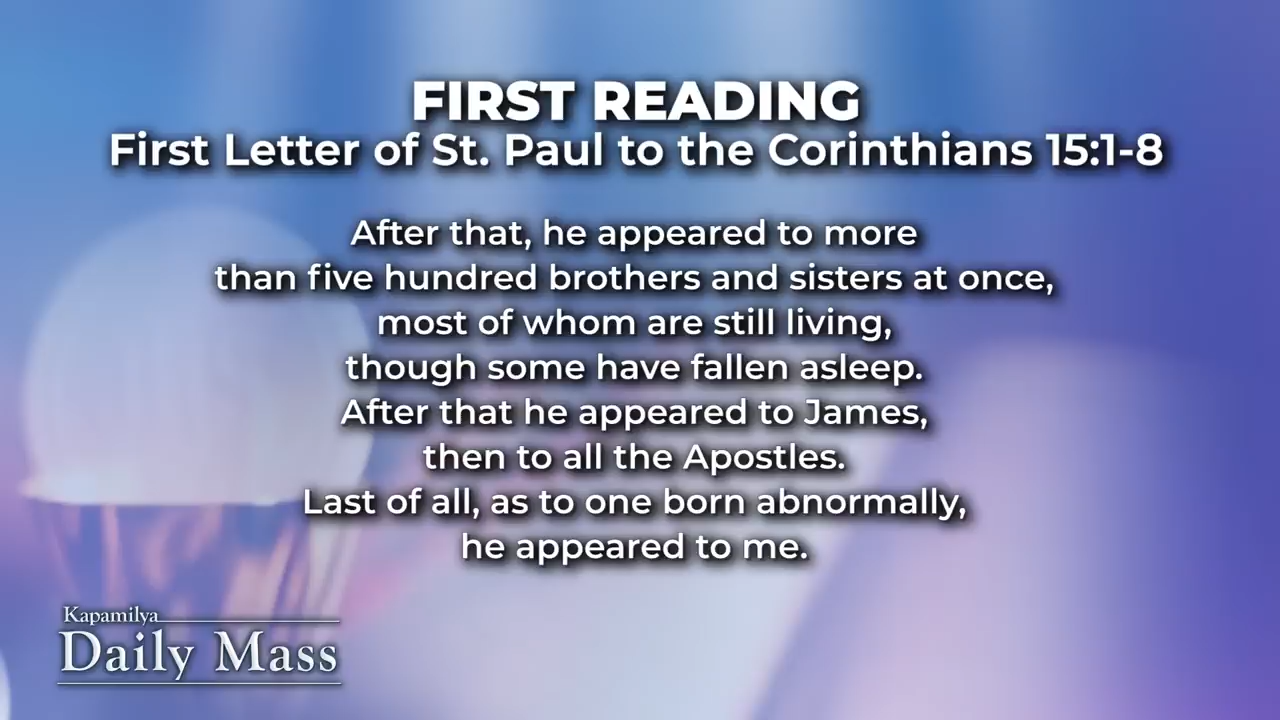 FIRST READING
First Letter of St. Paul to the Corinthians 15:1-8
After that, he appeared to more
than five hundred brothers and sisters at once,
most of whom are still living,
though some have fallen asleep.
After that he appeared to James,
then to all the Apostles.
Last of all, as to one born abnormally,
he appeared to me.
Kapamilya
Daily Mass